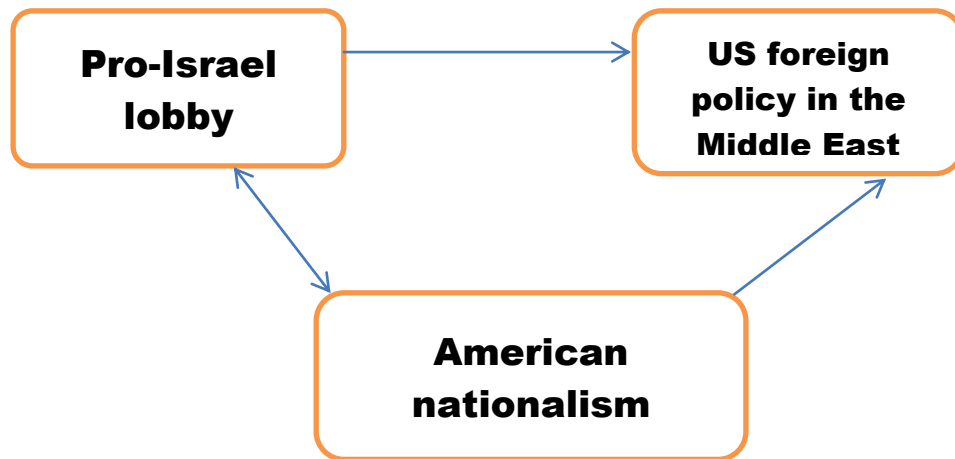 Pro-Israel
lobby
US foreign
policy in the
Middle East
American
nationalism